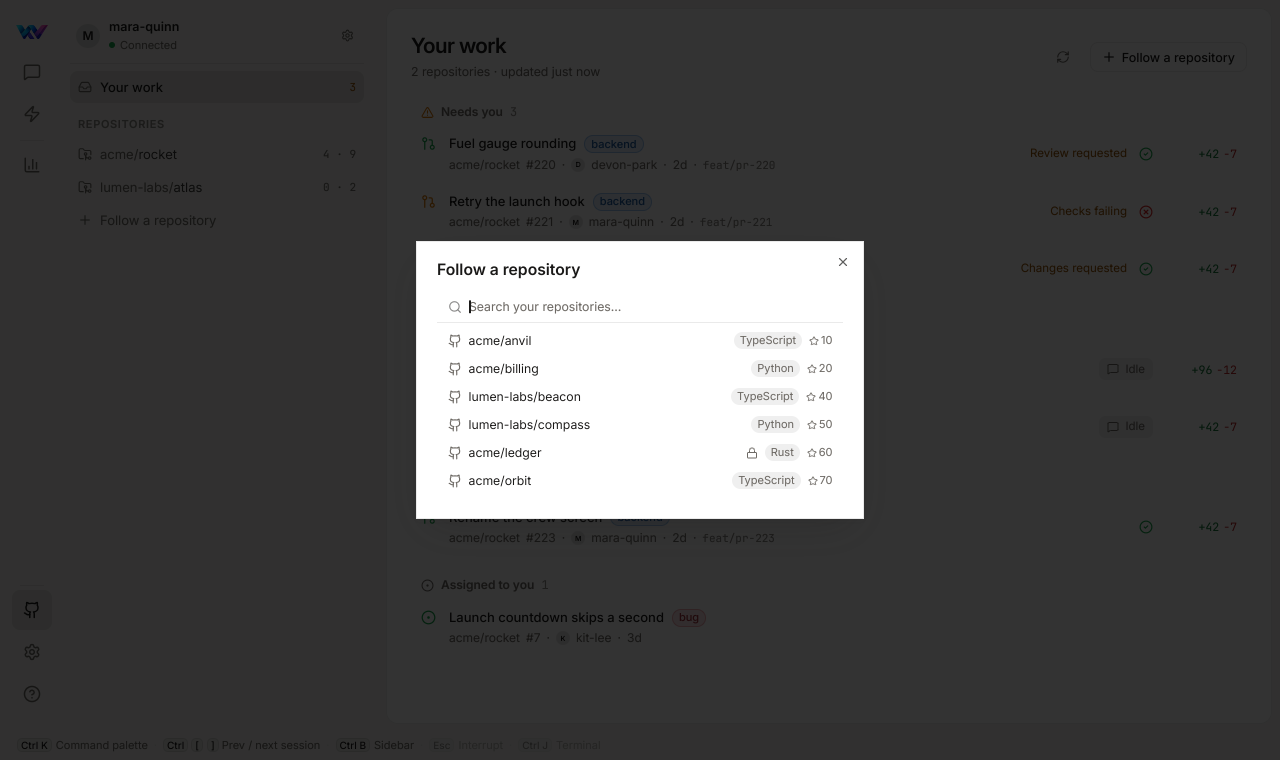 mara-quinn
M
Connected
Your work 3
REPOSITORIES
acme/rocket 4 · 9
lumen-labs/atlas 0 · 2
Follow a repository
Your work
2 repositories · updated just now
Follow a repository
Needs you 3
Fuel gauge rounding backend
acme/rocket #220 · D devon-park · 2d · feat/pr-220
Review requested +42 -7
Retry the launch hook backend
acme/rocket #221 · M mara-quinn · 2d · feat/pr-221
Checks failing +42 -7
Changes requested +42 -7
Follow a repository
Search your repositories...
acme/anvil TypeScript 10
acme/billing Python 20
lumen-labs/beacon TypeScript 40
lumen-labs/compass Python 50
acme/ledger Rust 60
acme/orbit TypeScript 70
Idle +96 -12
Idle +42 -7
Rename the crew screen backend
acme/rocket #223 · M mara-quinn · 2d · feat/pr-223
+42 -7
Assigned to you 1
Launch countdown skips a second bug
acme/rocket #7 · K kit-lee · 3d
Ctrl K Command palette Ctrl [ ] Prev / next session Ctrl B Sidebar Esc Interrupt Ctrl J Terminal